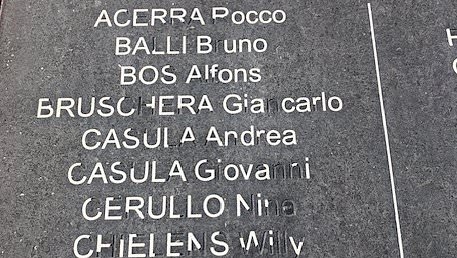 ACERRA Rocco
BALLI Bruno
BOS Alfons
BRUSCHERA Giancarlo
CASULA Andrea
CASULA Giovanni
CERULLO Nina
CHIELENS Willy